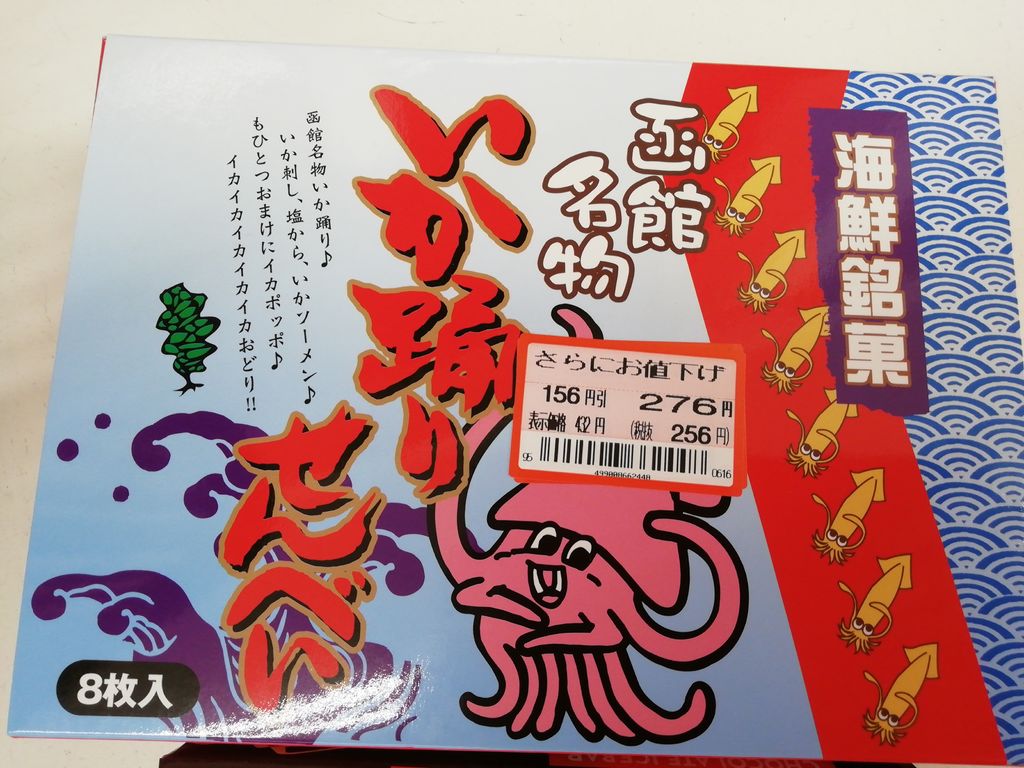 海鮮銘菓
函館
名物
いか踊り
せんべい
函館名物いか踊り♪
いか刺し、塩から、いかソーメン♪
もひとつおまけにイカポッポ♪
イカイカイカイカイカおどり!!
さらにお値下げ
156円引 276円
表示価格 432円 (税抜 256円)
95
0616
8枚入
CHOCOLATE ICEBAR